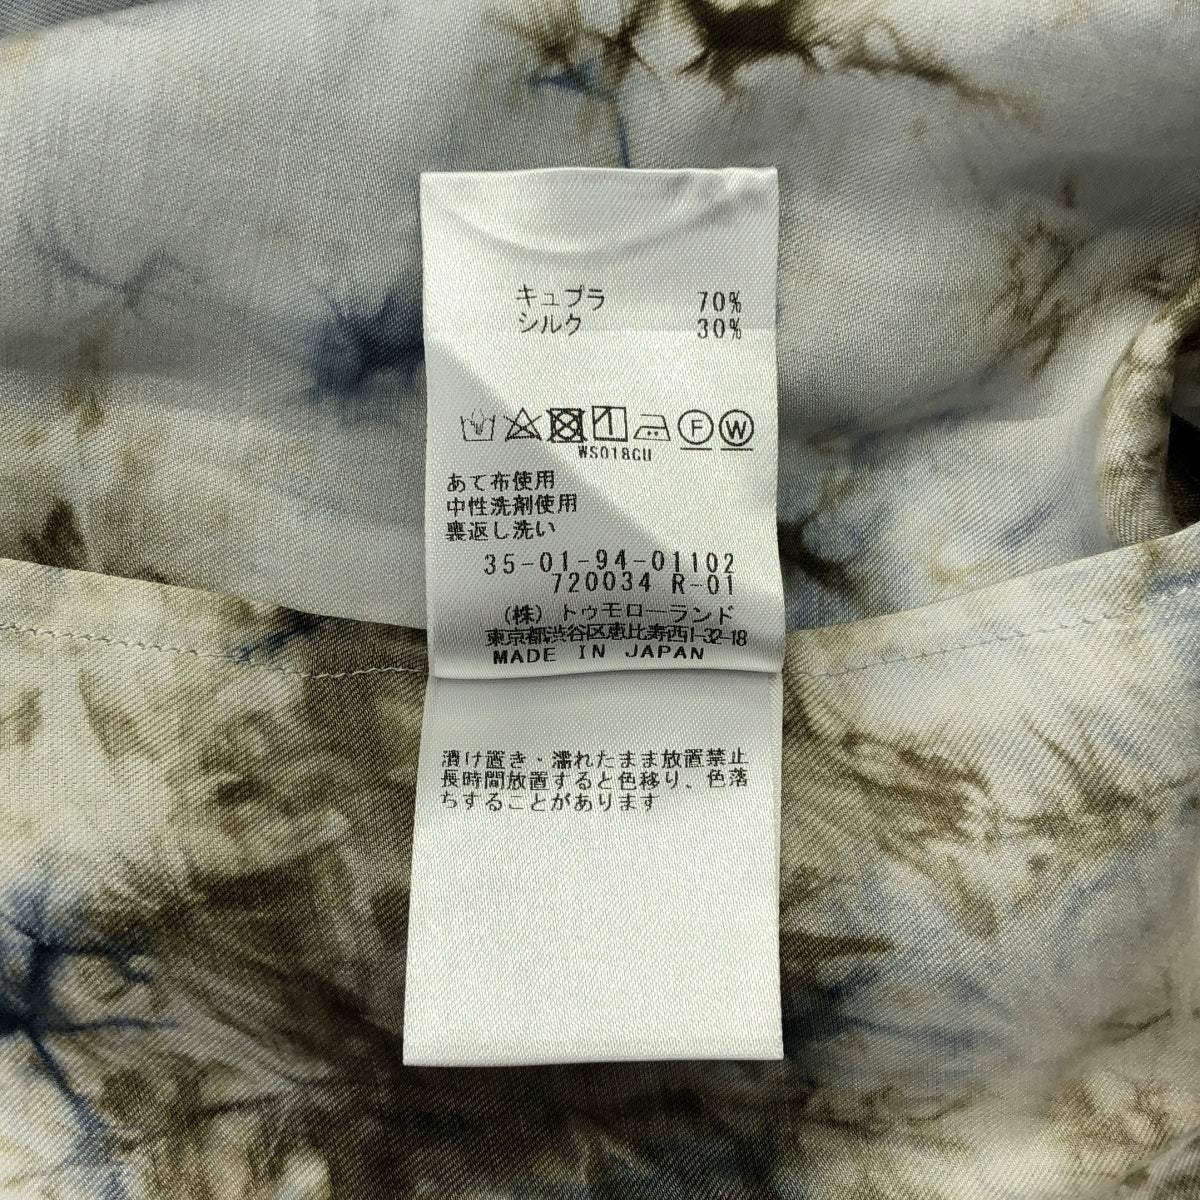 キュプラ 70%
シルク 30%
F W
WS018CU
あて布使用
中性洗剤使用
裏返し洗い
35-01-94-01102
720034 R-01
(株) トゥモローランド
東京都渋谷区恵比寿西1-32-18
MADE IN JAPAN
漬け置き・濡れたまま放置禁止
長時間放置すると色移り、色落
ちすることがあります